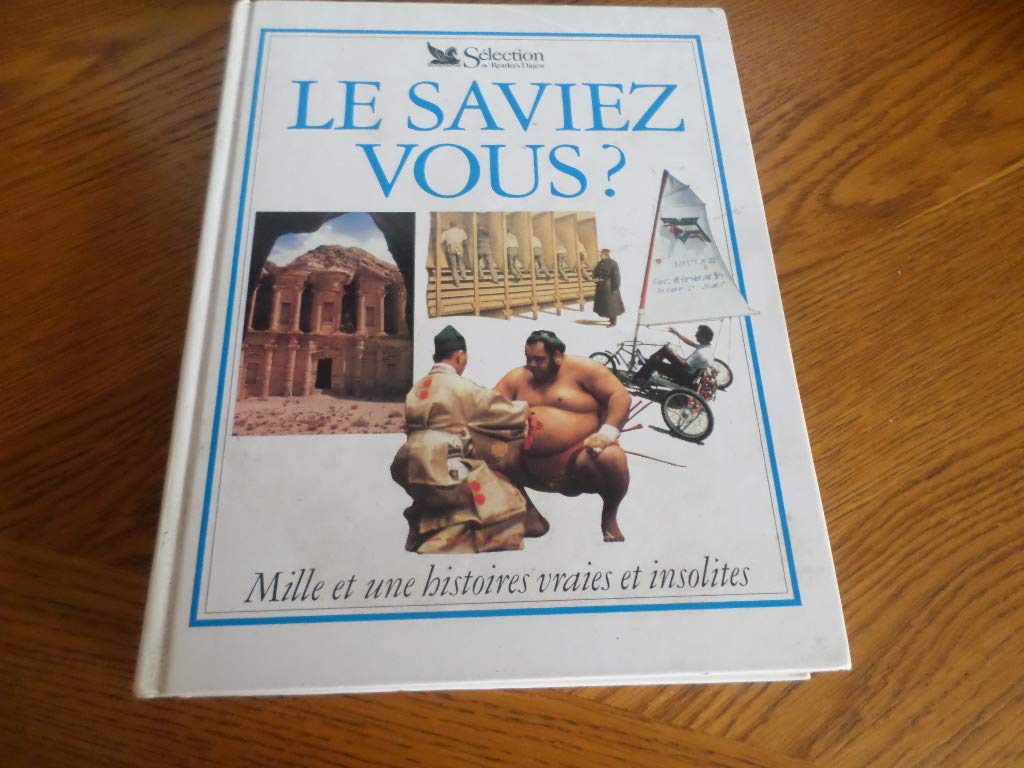 Sélection
du Reader's Digest
LE SAVIEZ
VOUS?
Mille et une histoires vraies et insolites